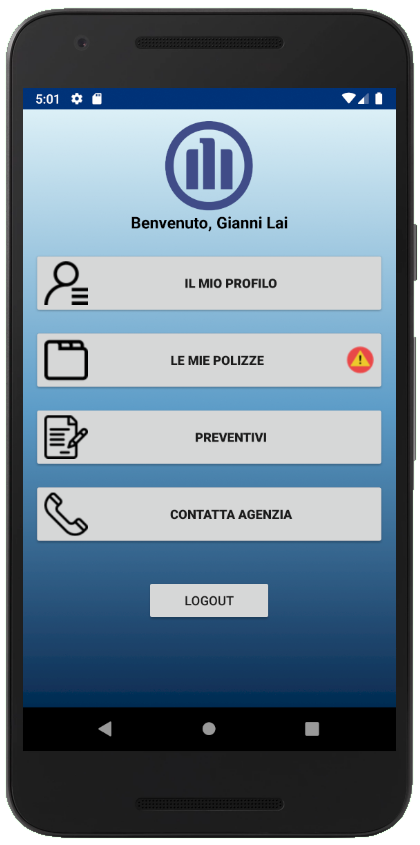 5:01
Benvenuto, Gianni Lai
IL MIO PROFILO
LE MIE POLIZZE
PREVENTIVI
CONTATTA AGENZIA
LOGOUT